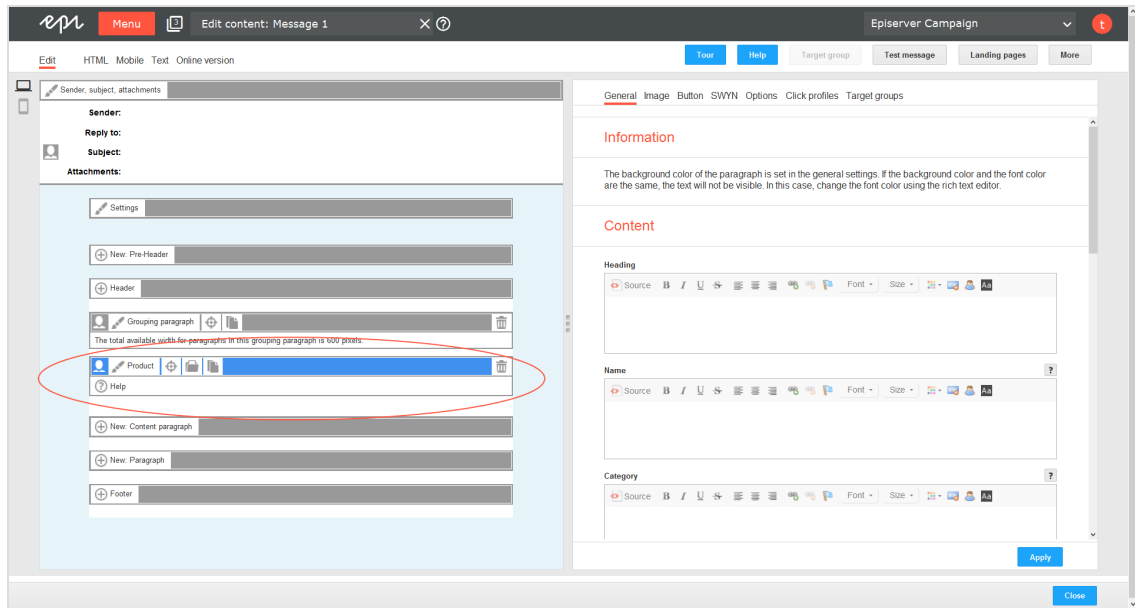 epi Menu 3 Edit content: Message 1 Episerver Campaign t
Edit HTML Mobile Text Online version Tour Help Target group Test message Landing pages More
Sender, subject, attachments
Sender:
Reply to:
Subject:
Attachments:
Settings
New: Pre-Header
Header
Grouping paragraph
The total available width for paragraphs in this grouping paragraph is 600 pixels.
Product
Help
New: Content paragraph
New: Paragraph
Footer
General Image Button SWYN Options Click profiles Target groups
Information
The background color of the paragraph is set in the general settings. If the background color and the font color
are the same, the text will not be visible. In this case, change the font color using the rich text editor.
Content
Heading
Source B I U S Font Size Aa
Name ?
Source B I U S Font Size Aa
Category ?
Source B I U S Font Size Aa
Apply
Close